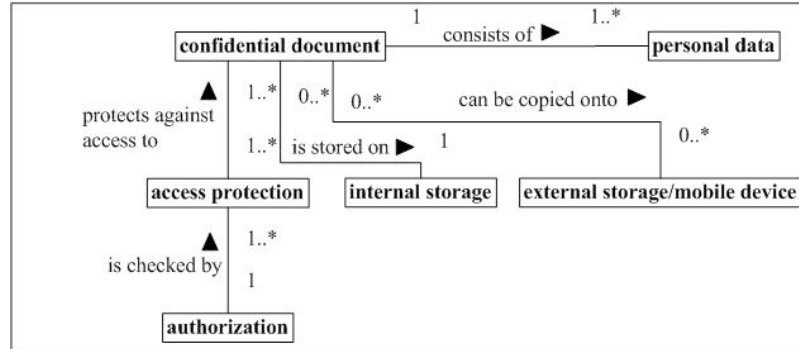 1
1..*
confidential document
consists of
personal data
1..*
0..*
0..*
can be copied onto
protects against
access to
1..*
is stored on
1
0..*
access protection
internal storage
external storage/mobile device
1..*
is checked by
1
authorization